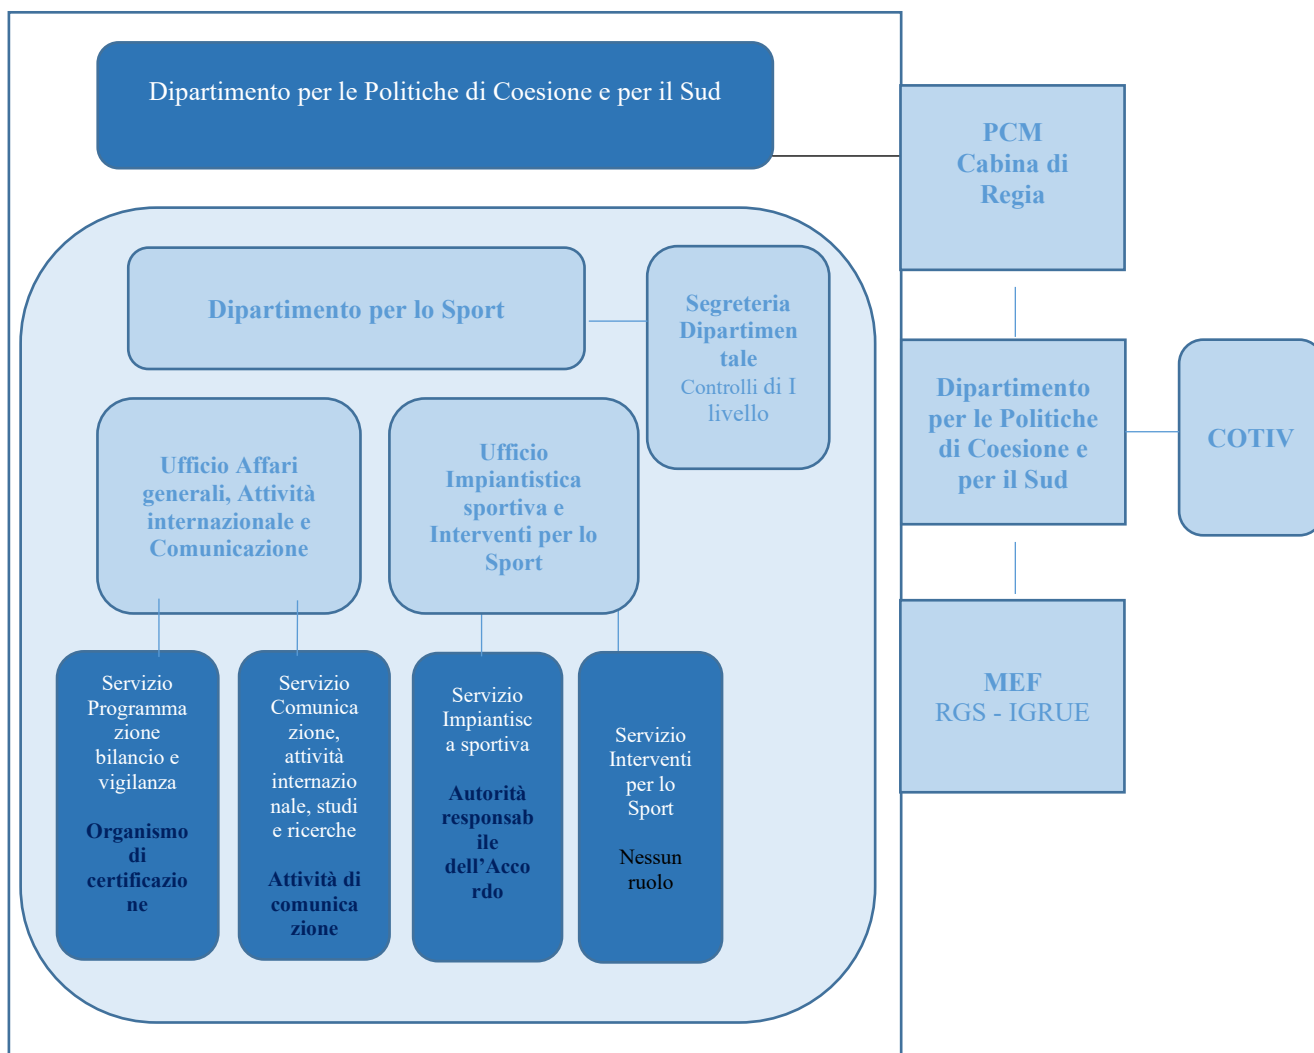 Dipartimento per le Politiche di Coesione e per il Sud
PCM
Cabina di
Regia
Dipartimento per lo Sport
Segreteria
Dipartimen
tale
Controlli di I
livello
Dipartimento
per le Politiche
di Coesione e
per il Sud
COTIV
Ufficio Affari
generali, Attività
internazionale e
Comunicazione
Ufficio
Impiantistica
sportiva e
Interventi per lo
Sport
MEF
RGS - IGRUE
Servizio
Programma
zione
bilancio e
vigilanza
Organismo
di
certificazio
ne
Servizio
Comunica
zione,
attività
internazio
nale, studi
e ricerche
Attività di
comunica
zione
Servizio
Impiantisc
a sportiva
Autorità
responsab
ile
dell’Acco
rdo
Servizio
Interventi
per lo
Sport
Nessun
ruolo